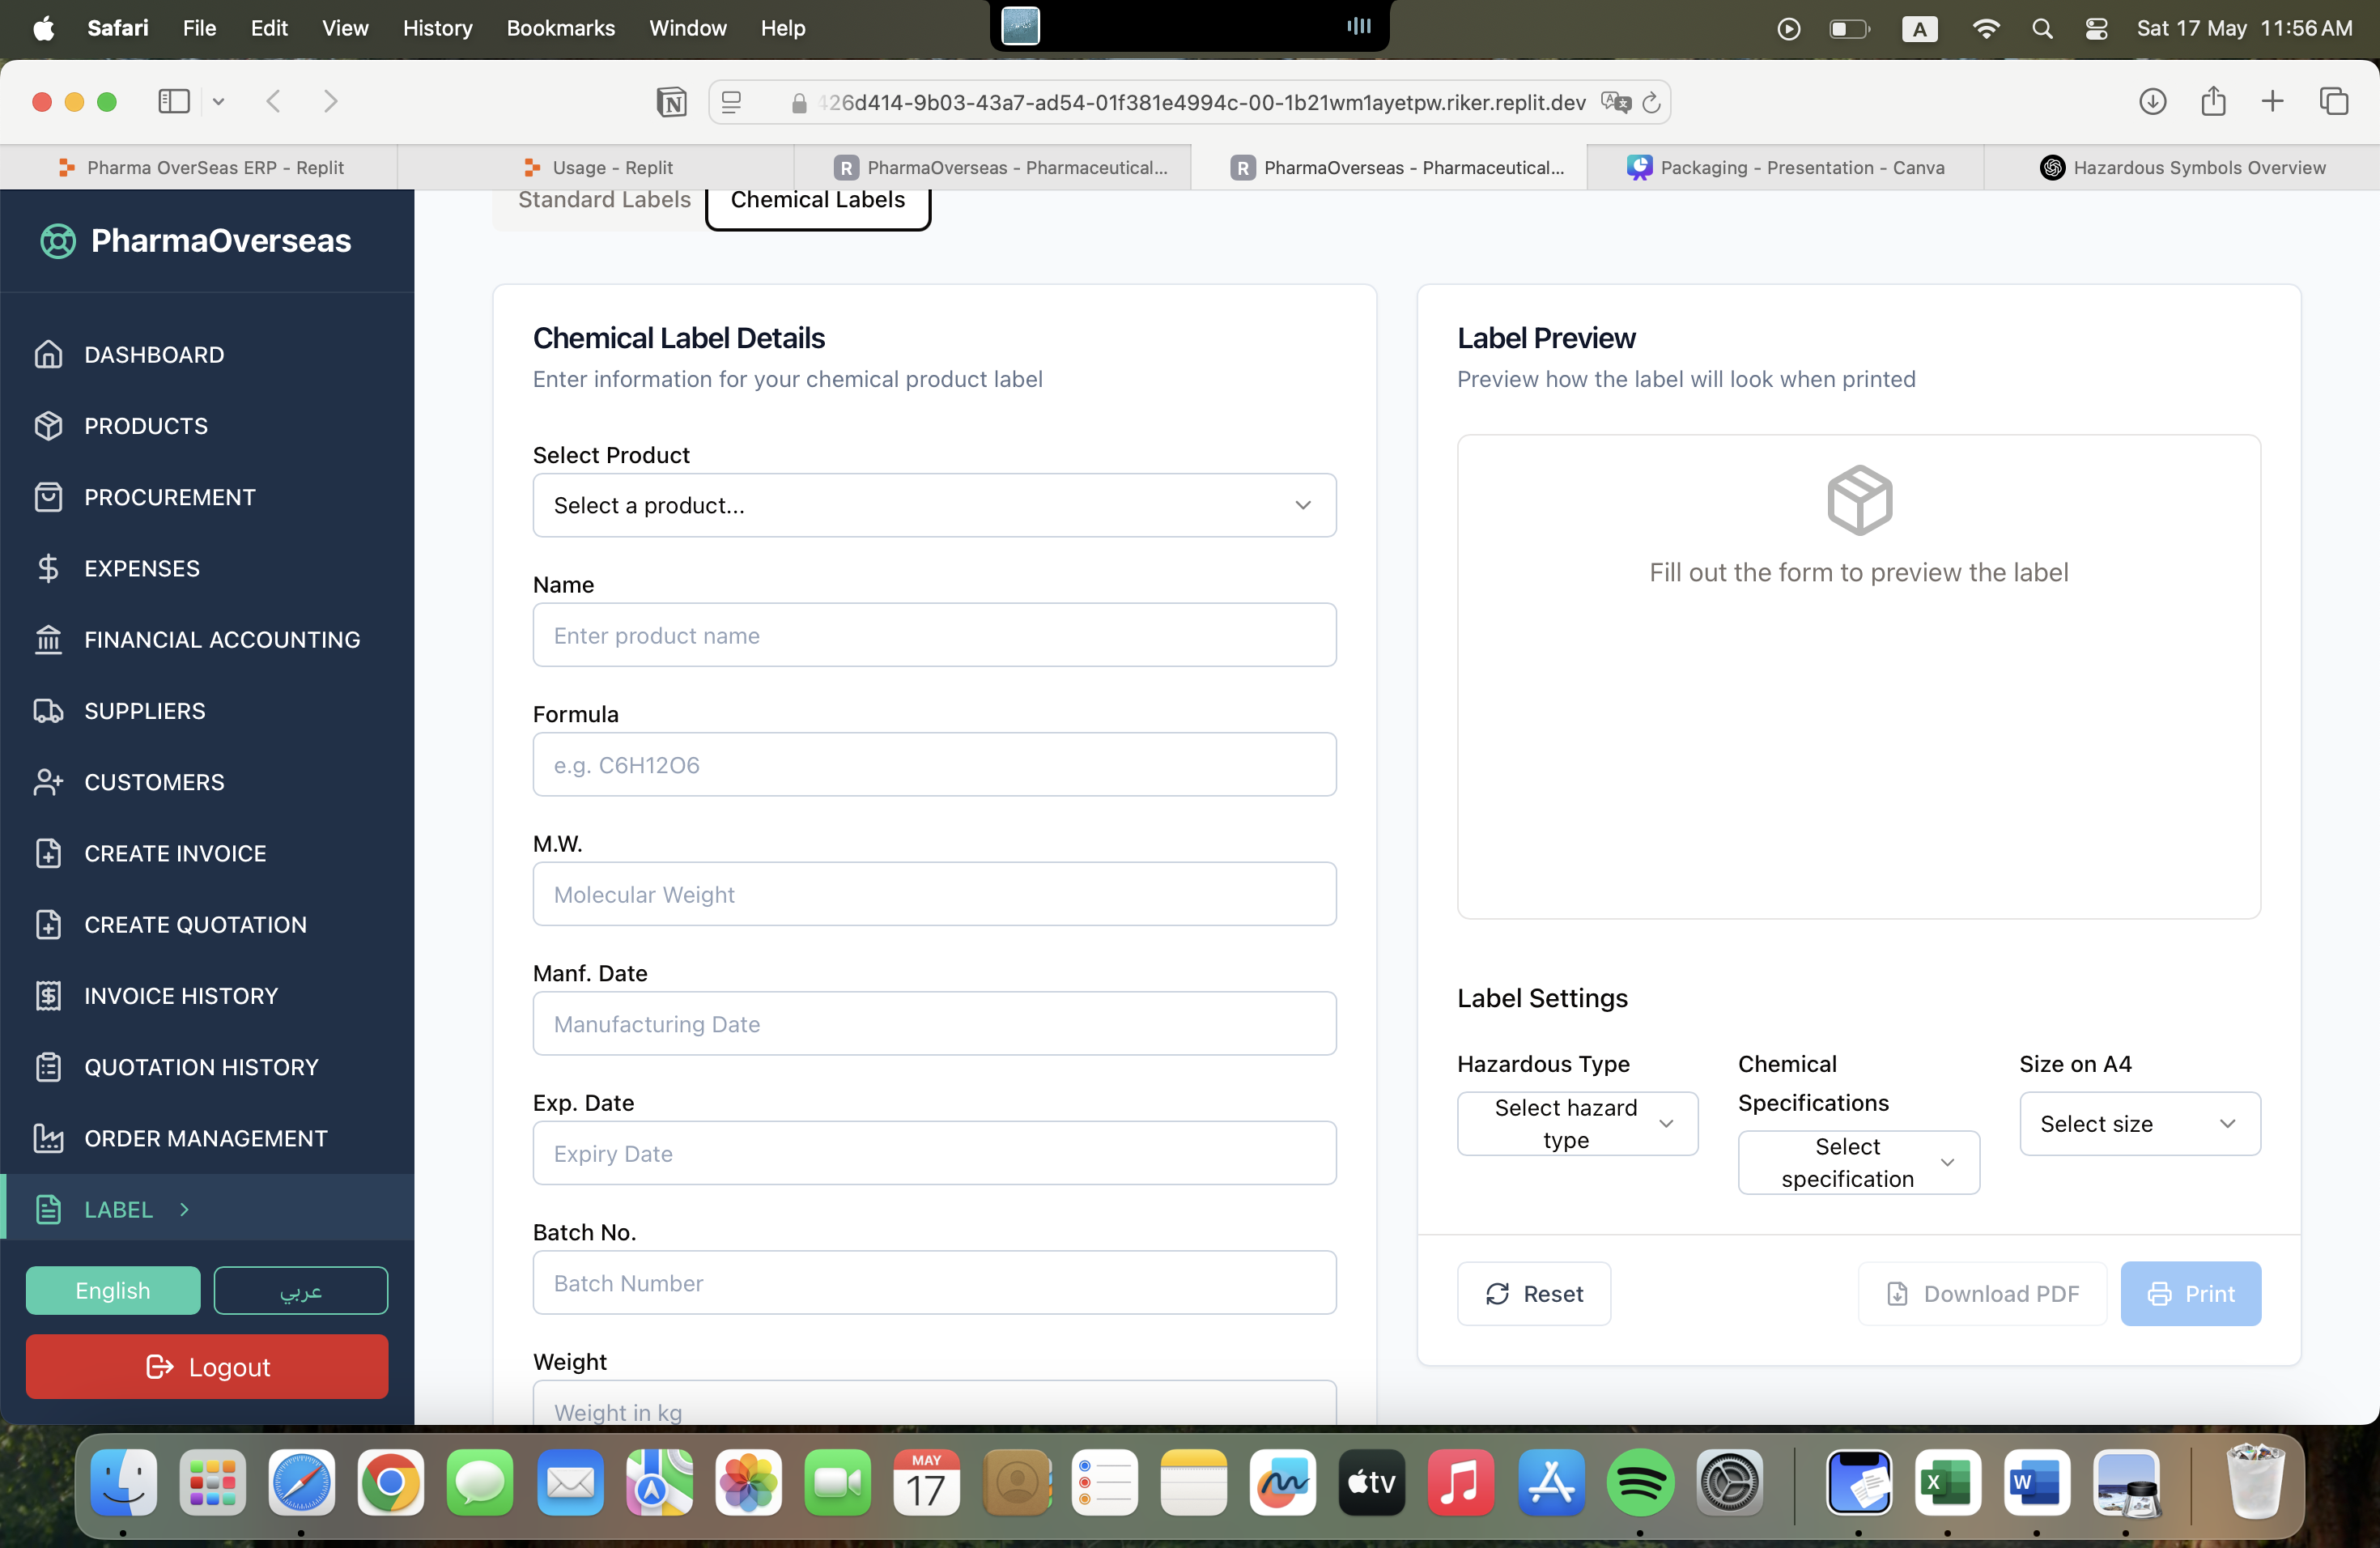 Safari File Edit View History Bookmarks Window Help
A
Sat 17 May 11:56 AM
426d414-9b03-43a7-ad54-01f381e4994c-00-1b21wm1ayetpw.riker.replit.dev
Pharma OverSeas ERP - Replit
Usage - Replit
R PharmaOverseas - Pharmaceutical...
R PharmaOverseas - Pharmaceutical...
Packaging - Presentation - Canva
Hazardous Symbols Overview
PharmaOverseas
DASHBOARD
PRODUCTS
PROCUREMENT
EXPENSES
FINANCIAL ACCOUNTING
SUPPLIERS
CUSTOMERS
CREATE INVOICE
CREATE QUOTATION
INVOICE HISTORY
QUOTATION HISTORY
ORDER MANAGEMENT
LABEL
English
عربي
Logout
Standard Labels
Chemical Labels
Chemical Label Details
Enter information for your chemical product label
Select Product
Select a product...
Name
Enter product name
Formula
e.g. C6H12O6
M.W.
Molecular Weight
Manf. Date
Manufacturing Date
Exp. Date
Expiry Date
Batch No.
Batch Number
Weight
Weight in kg
Label Preview
Preview how the label will look when printed
Fill out the form to preview the label
Label Settings
Hazardous Type
Select hazard
type
Chemical
Specifications
Select
specification
Size on A4
Select size
Reset
Download PDF
Print
MAY
17
tv
X
W